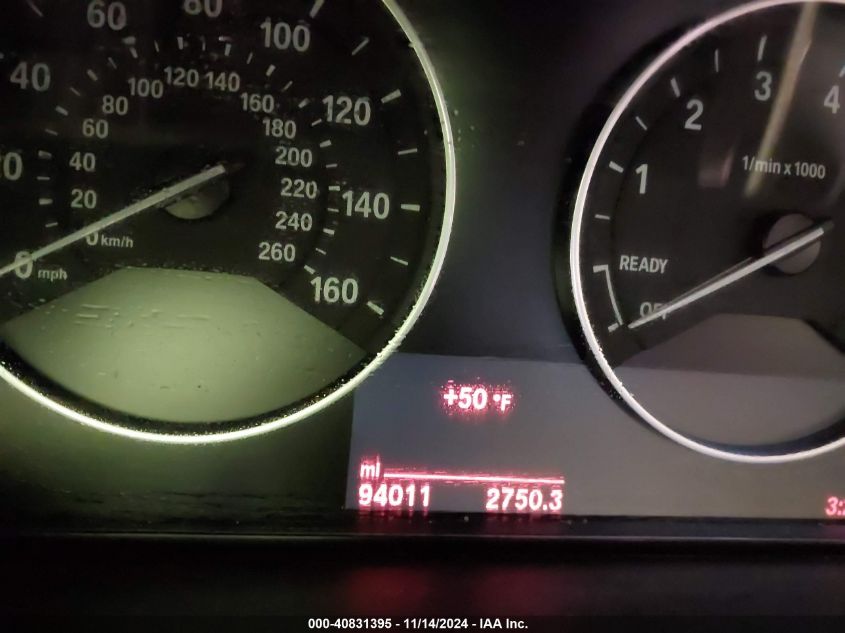 60 80 100
40 100 120 140 120
80 160
60 180
40 200
20 220 140
0 km/h 240
0 mph 260 160
1 2 3 4
1/min x 1000
READY
OFF
+50 °F
mi
94011 2750.3
000-40831395 - 11/14/2024 - IAA Inc.